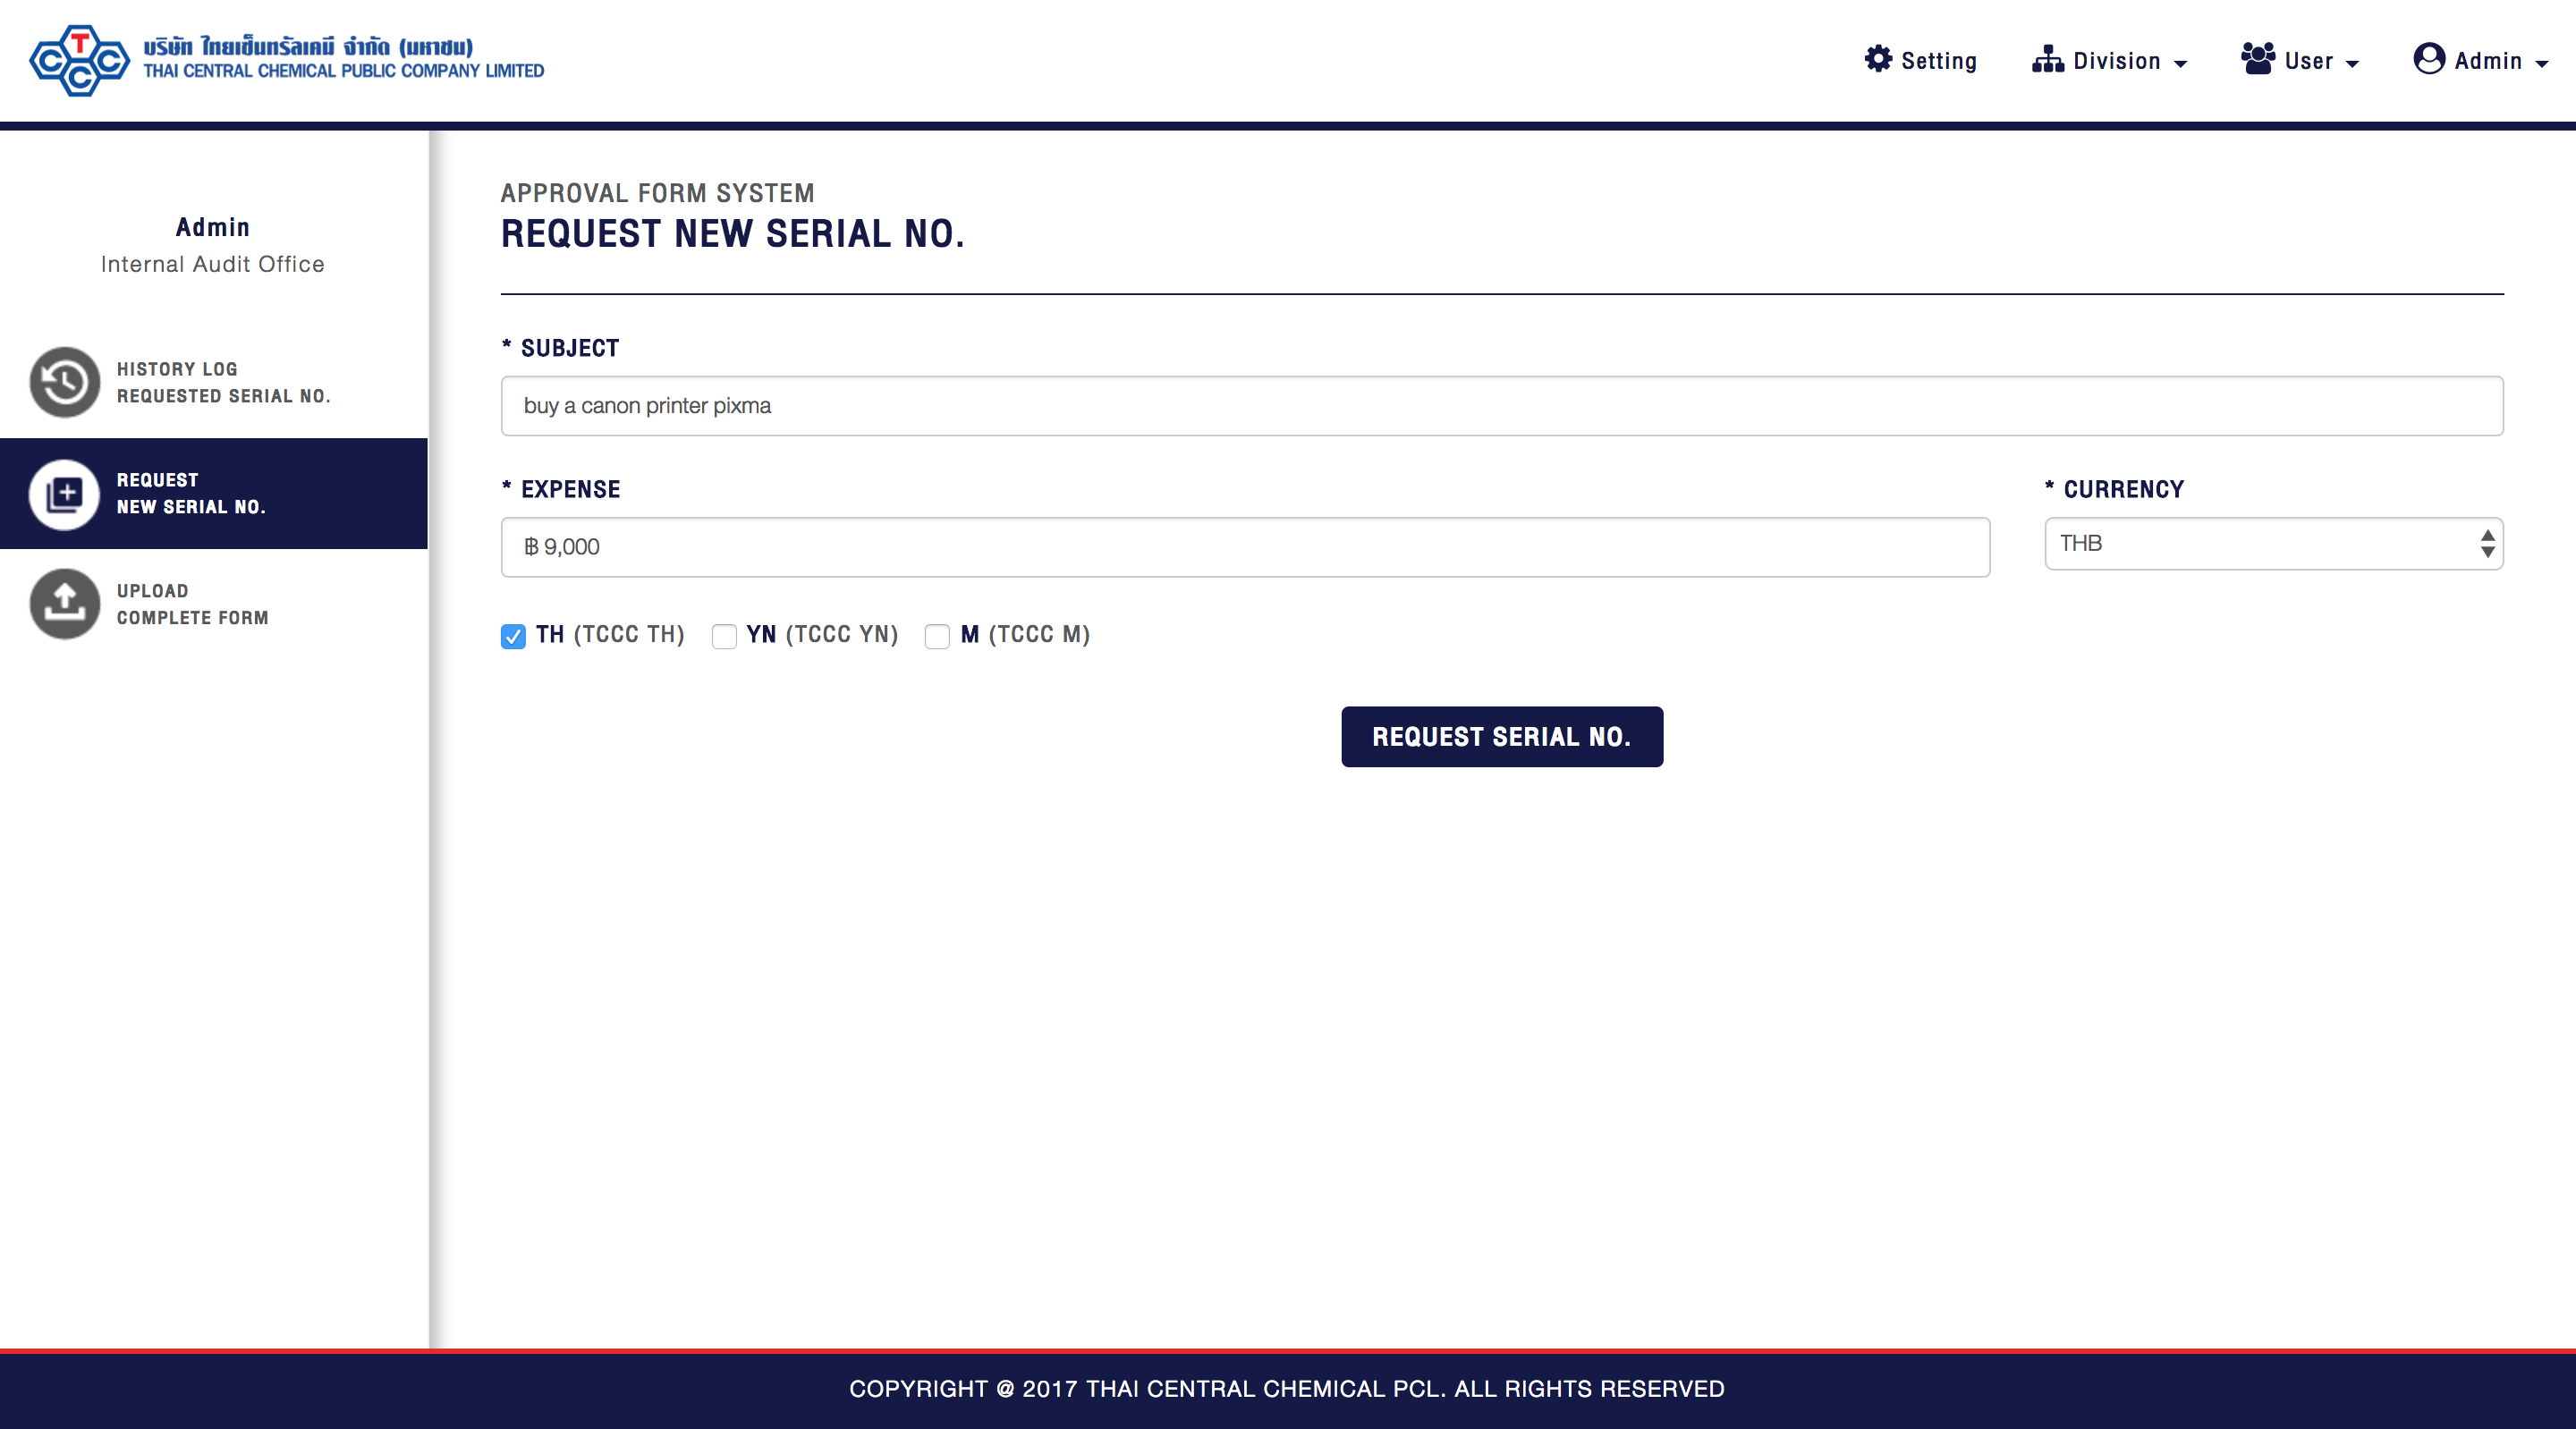 TCCC
บริษัท ไทยเซ็นทรัลเคมี จำกัด (มหาชน)
THAI CENTRAL CHEMICAL PUBLIC COMPANY LIMITED
Setting
Division
User
Admin
Admin
Internal Audit Office
HISTORY LOG
REQUESTED SERIAL NO.
REQUEST
NEW SERIAL NO.
UPLOAD
COMPLETE FORM
APPROVAL FORM SYSTEM
REQUEST NEW SERIAL NO.
* SUBJECT
buy a canon printer pixma
* EXPENSE
฿ 9,000
* CURRENCY
THB
TH (TCCC TH)
YN (TCCC YN)
M (TCCC M)
REQUEST SERIAL NO.
COPYRIGHT @ 2017 THAI CENTRAL CHEMICAL PCL. ALL RIGHTS RESERVED